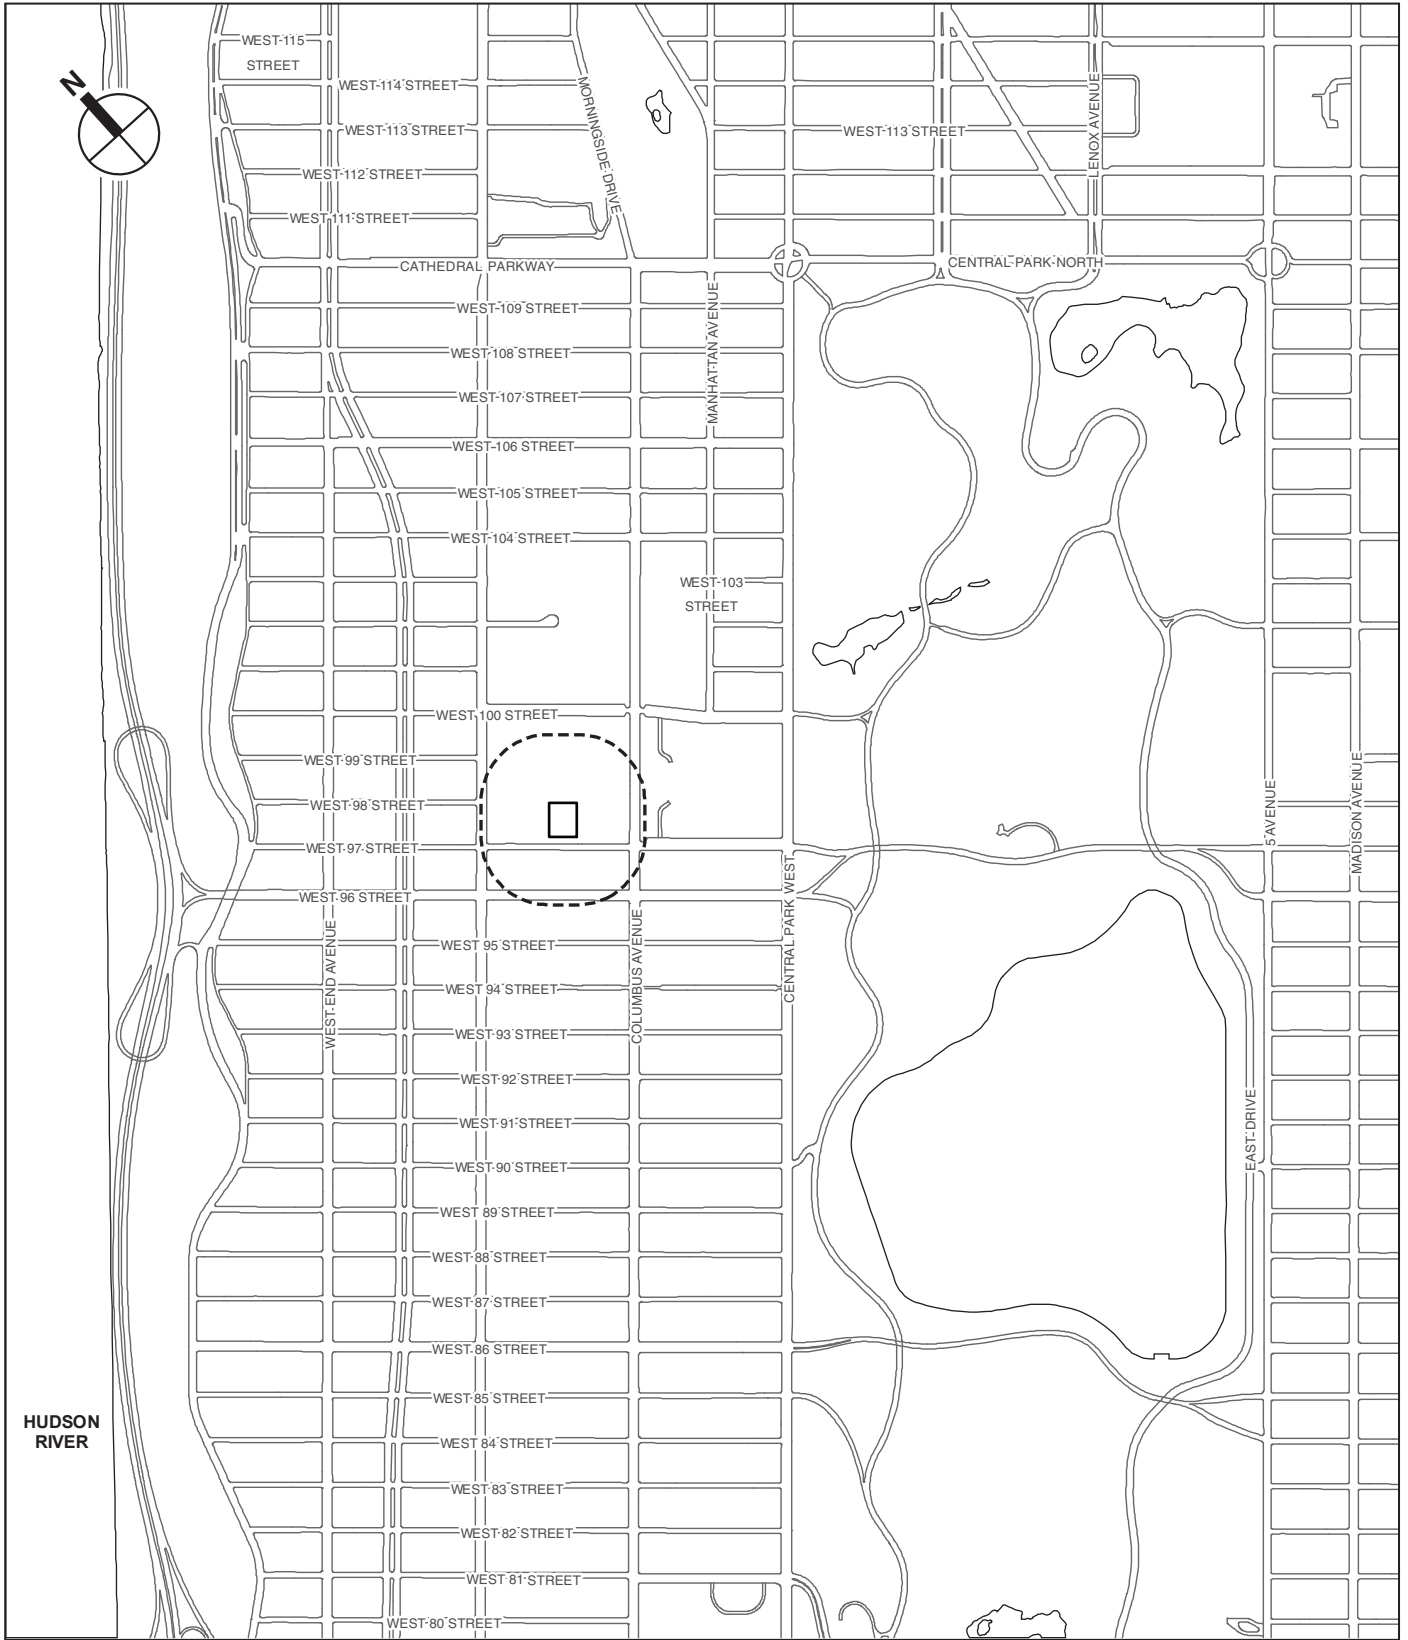 WEST 115
STREET
N
WEST 114 STREET
MORNINGSIDE DRIVE
LENOX AVENUE
WEST 113 STREET
WEST 113 STREET
WEST 112 STREET
WEST 111 STREET
CATHEDRAL PARKWAY
CENTRAL PARK NORTH
MANHATTAN AVENUE
WEST 109 STREET
WEST 108 STREET
WEST 107 STREET
WEST 106 STREET
WEST 105 STREET
WEST 104 STREET
WEST 103
STREET
WEST 100 STREET
WEST 99 STREET
WEST 98 STREET
WEST 97 STREET
5 AVENUE
MADISON AVENUE
CENTRAL PARK WEST
WEST 96 STREET
WEST END AVENUE
COLUMBUS AVENUE
WEST 95 STREET
WEST 94 STREET
WEST 93 STREET
WEST 92 STREET
EAST DRIVE
WEST 91 STREET
WEST 90 STREET
WEST 89 STREET
WEST 88 STREET
WEST 87 STREET
WEST 86 STREET
WEST 85 STREET
HUDSON
RIVER
WEST 84 STREET
WEST 83 STREET
WEST 82 STREET
WEST 81 STREET
WEST 80 STREET